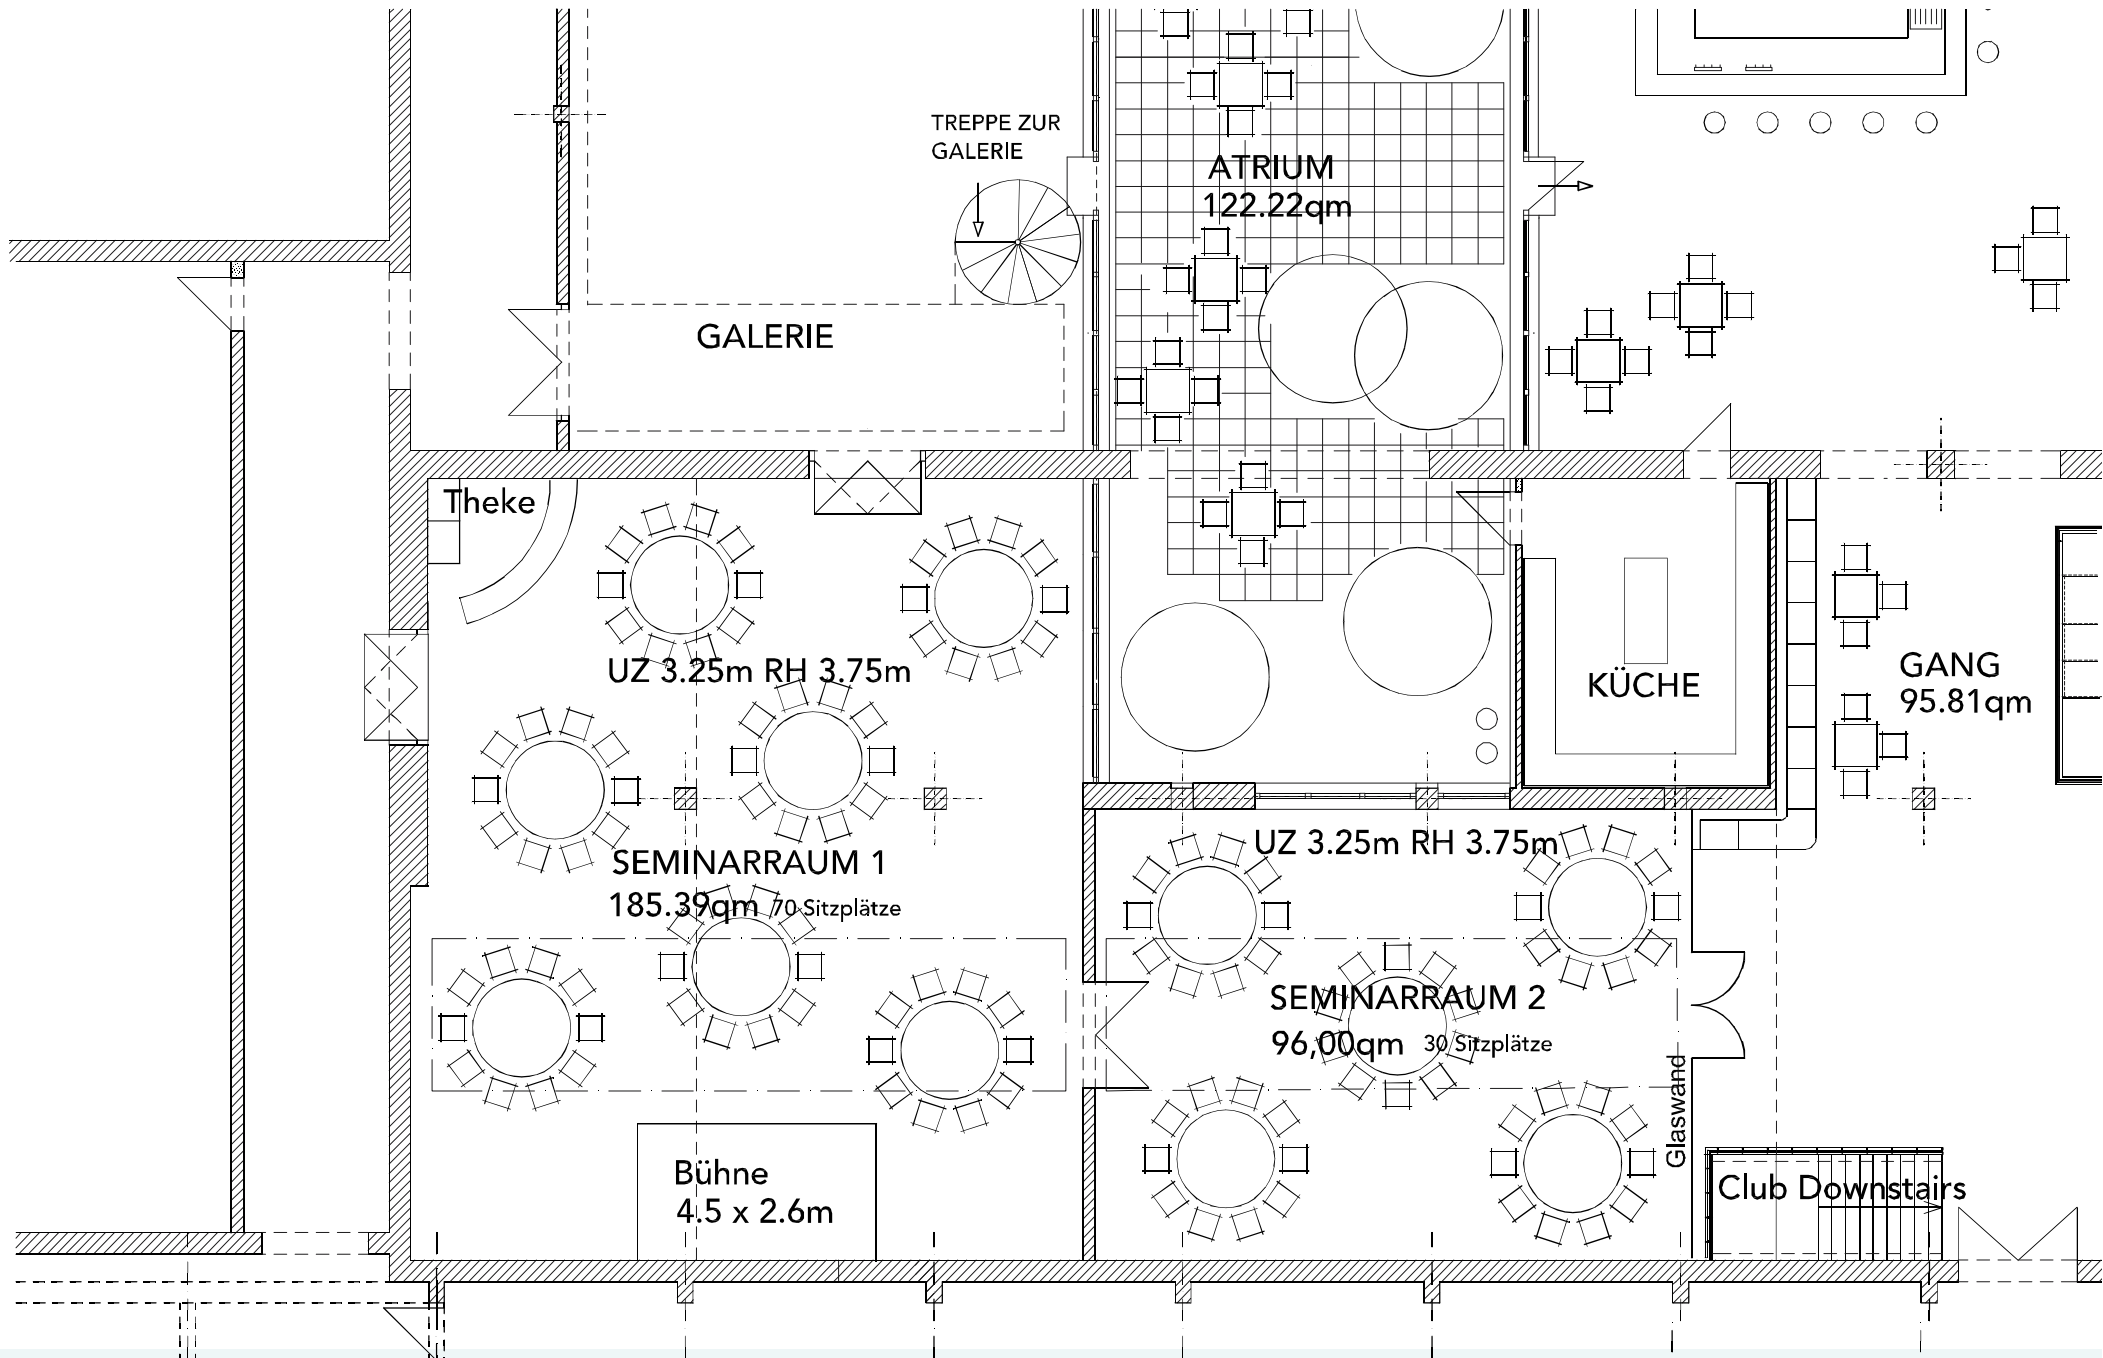 TREPPE ZUR
GALERIE
ATRIUM
122.22qm
GALERIE
Theke
UZ 3.25m RH 3.75m
KÜCHE
GANG
95.81qm
SEMINARRAUM 1
185.39qm 70 Sitzplätze
UZ 3.25m RH 3.75m
SEMINARRAUM 2
96,00qm 30 Sitzplätze
Glaswand
Bühne
4.5 x 2.6m
Club Downstairs